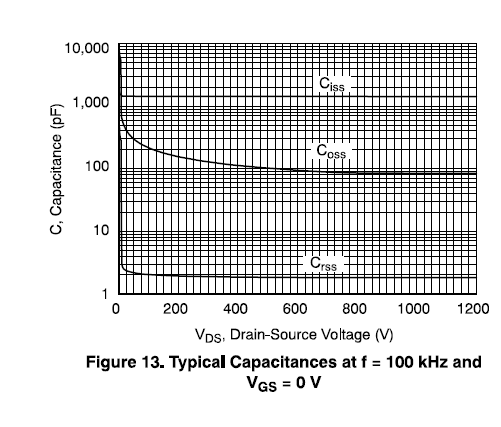 10,000
1,000
100
10
1
C, Capacitance (pF)
Ciss
Coss
Crss
0 200 400 600 800 1000 1200
VDS, Drain-Source Voltage (V)
Figure 13. Typical Capacitances at f = 100 kHz and
VGS = 0 V